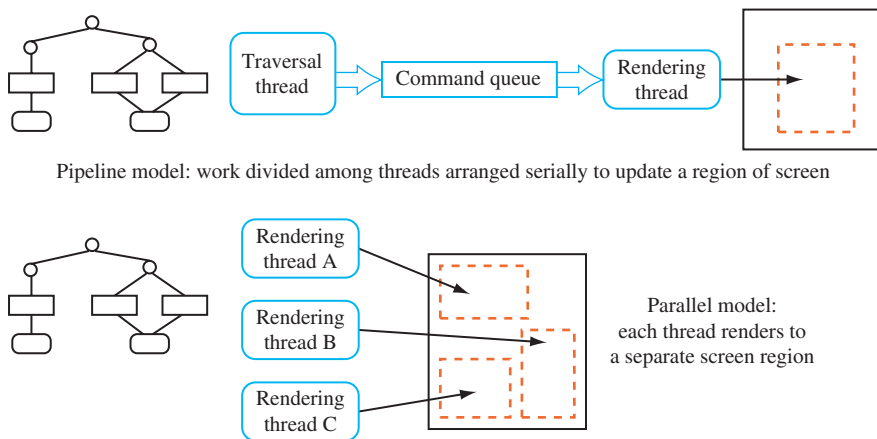 Traversal
thread
Command queue
Rendering
thread
Pipeline model: work divided among threads arranged serially to update a region of screen
Rendering
thread A
Rendering
thread B
Rendering
thread C
Parallel model:
each thread renders to
a separate screen region